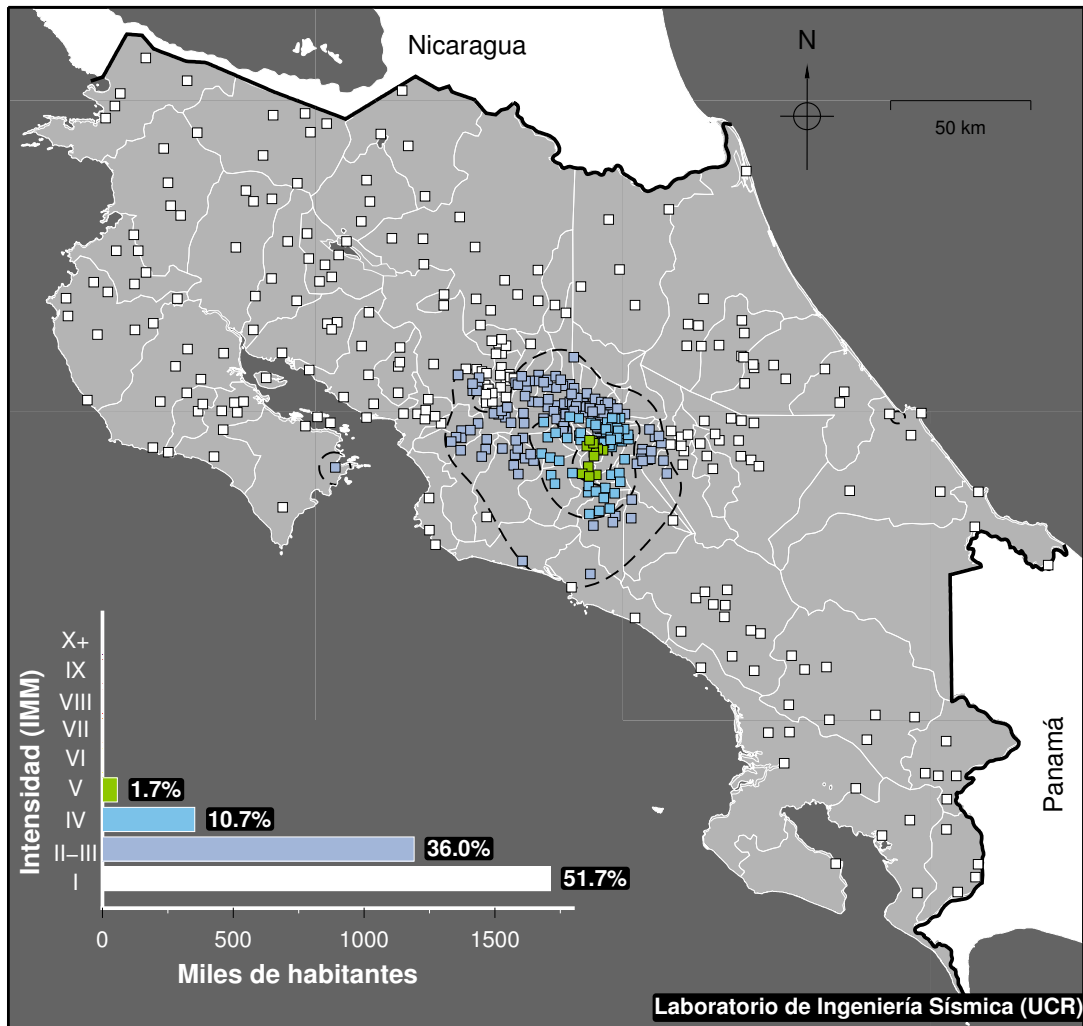 Nicaragua
N
50 km
Panamá
Intensidad (IMM)
X+
IX
VIII
VII
VI
V
1.7%
IV
10.7%
II−III
36.0%
I
51.7%
0
500
1000
1500
Miles de habitantes
Laboratorio de Ingeniería Sísmica (UCR)